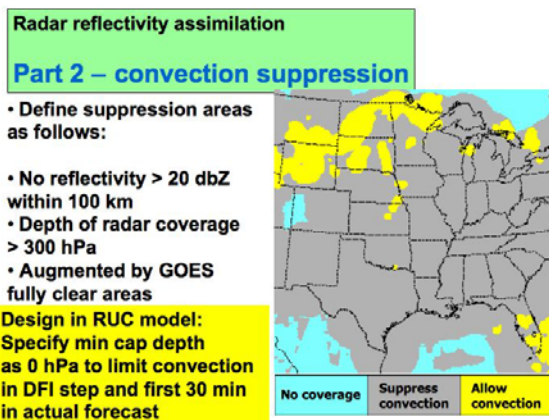 Radar reflectivity assimilation
Part 2 – convection suppression
• Define suppression areas
as follows:
• No reflectivity > 20 dbZ
within 100 km
• Depth of radar coverage
> 300 hPa
• Augmented by GOES
fully clear areas
Design in RUC model:
Specify min cap depth
as 0 hPa to limit convection
in DFI step and first 30 min
in actual forecast
No coverage
Suppress
convection
Allow
convection